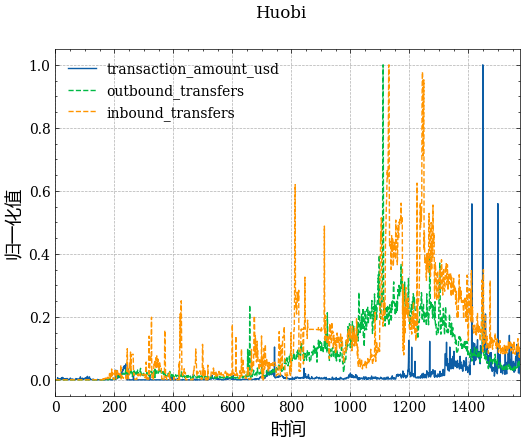 Huobi
transaction_amount_usd
outbound_transfers
inbound_transfers
归一化值
1.0
0.8
0.6
0.4
0.2
0.0
0 200 400 600 800 1000 1200 1400
时间